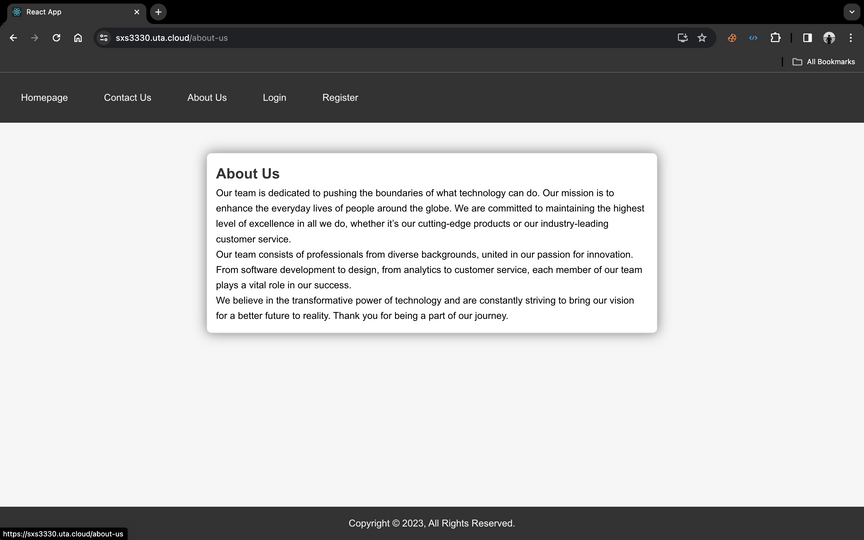 React App
sxs3330.uta.cloud/about-us
All Bookmarks
Homepage
Contact Us
About Us
Login
Register
About Us
Our team is dedicated to pushing the boundaries of what technology can do. Our mission is to
enhance the everyday lives of people around the globe. We are committed to maintaining the highest
level of excellence in all we do, whether it's our cutting-edge products or our industry-leading
customer service.
Our team consists of professionals from diverse backgrounds, united in our passion for innovation.
From software development to design, from analytics to customer service, each member of our team
plays a vital role in our success.
We believe in the transformative power of technology and are constantly striving to bring our vision
for a better future to reality. Thank you for being a part of our journey.
Copyright © 2023, All Rights Reserved.
https://sxs3330.uta.cloud/about-us